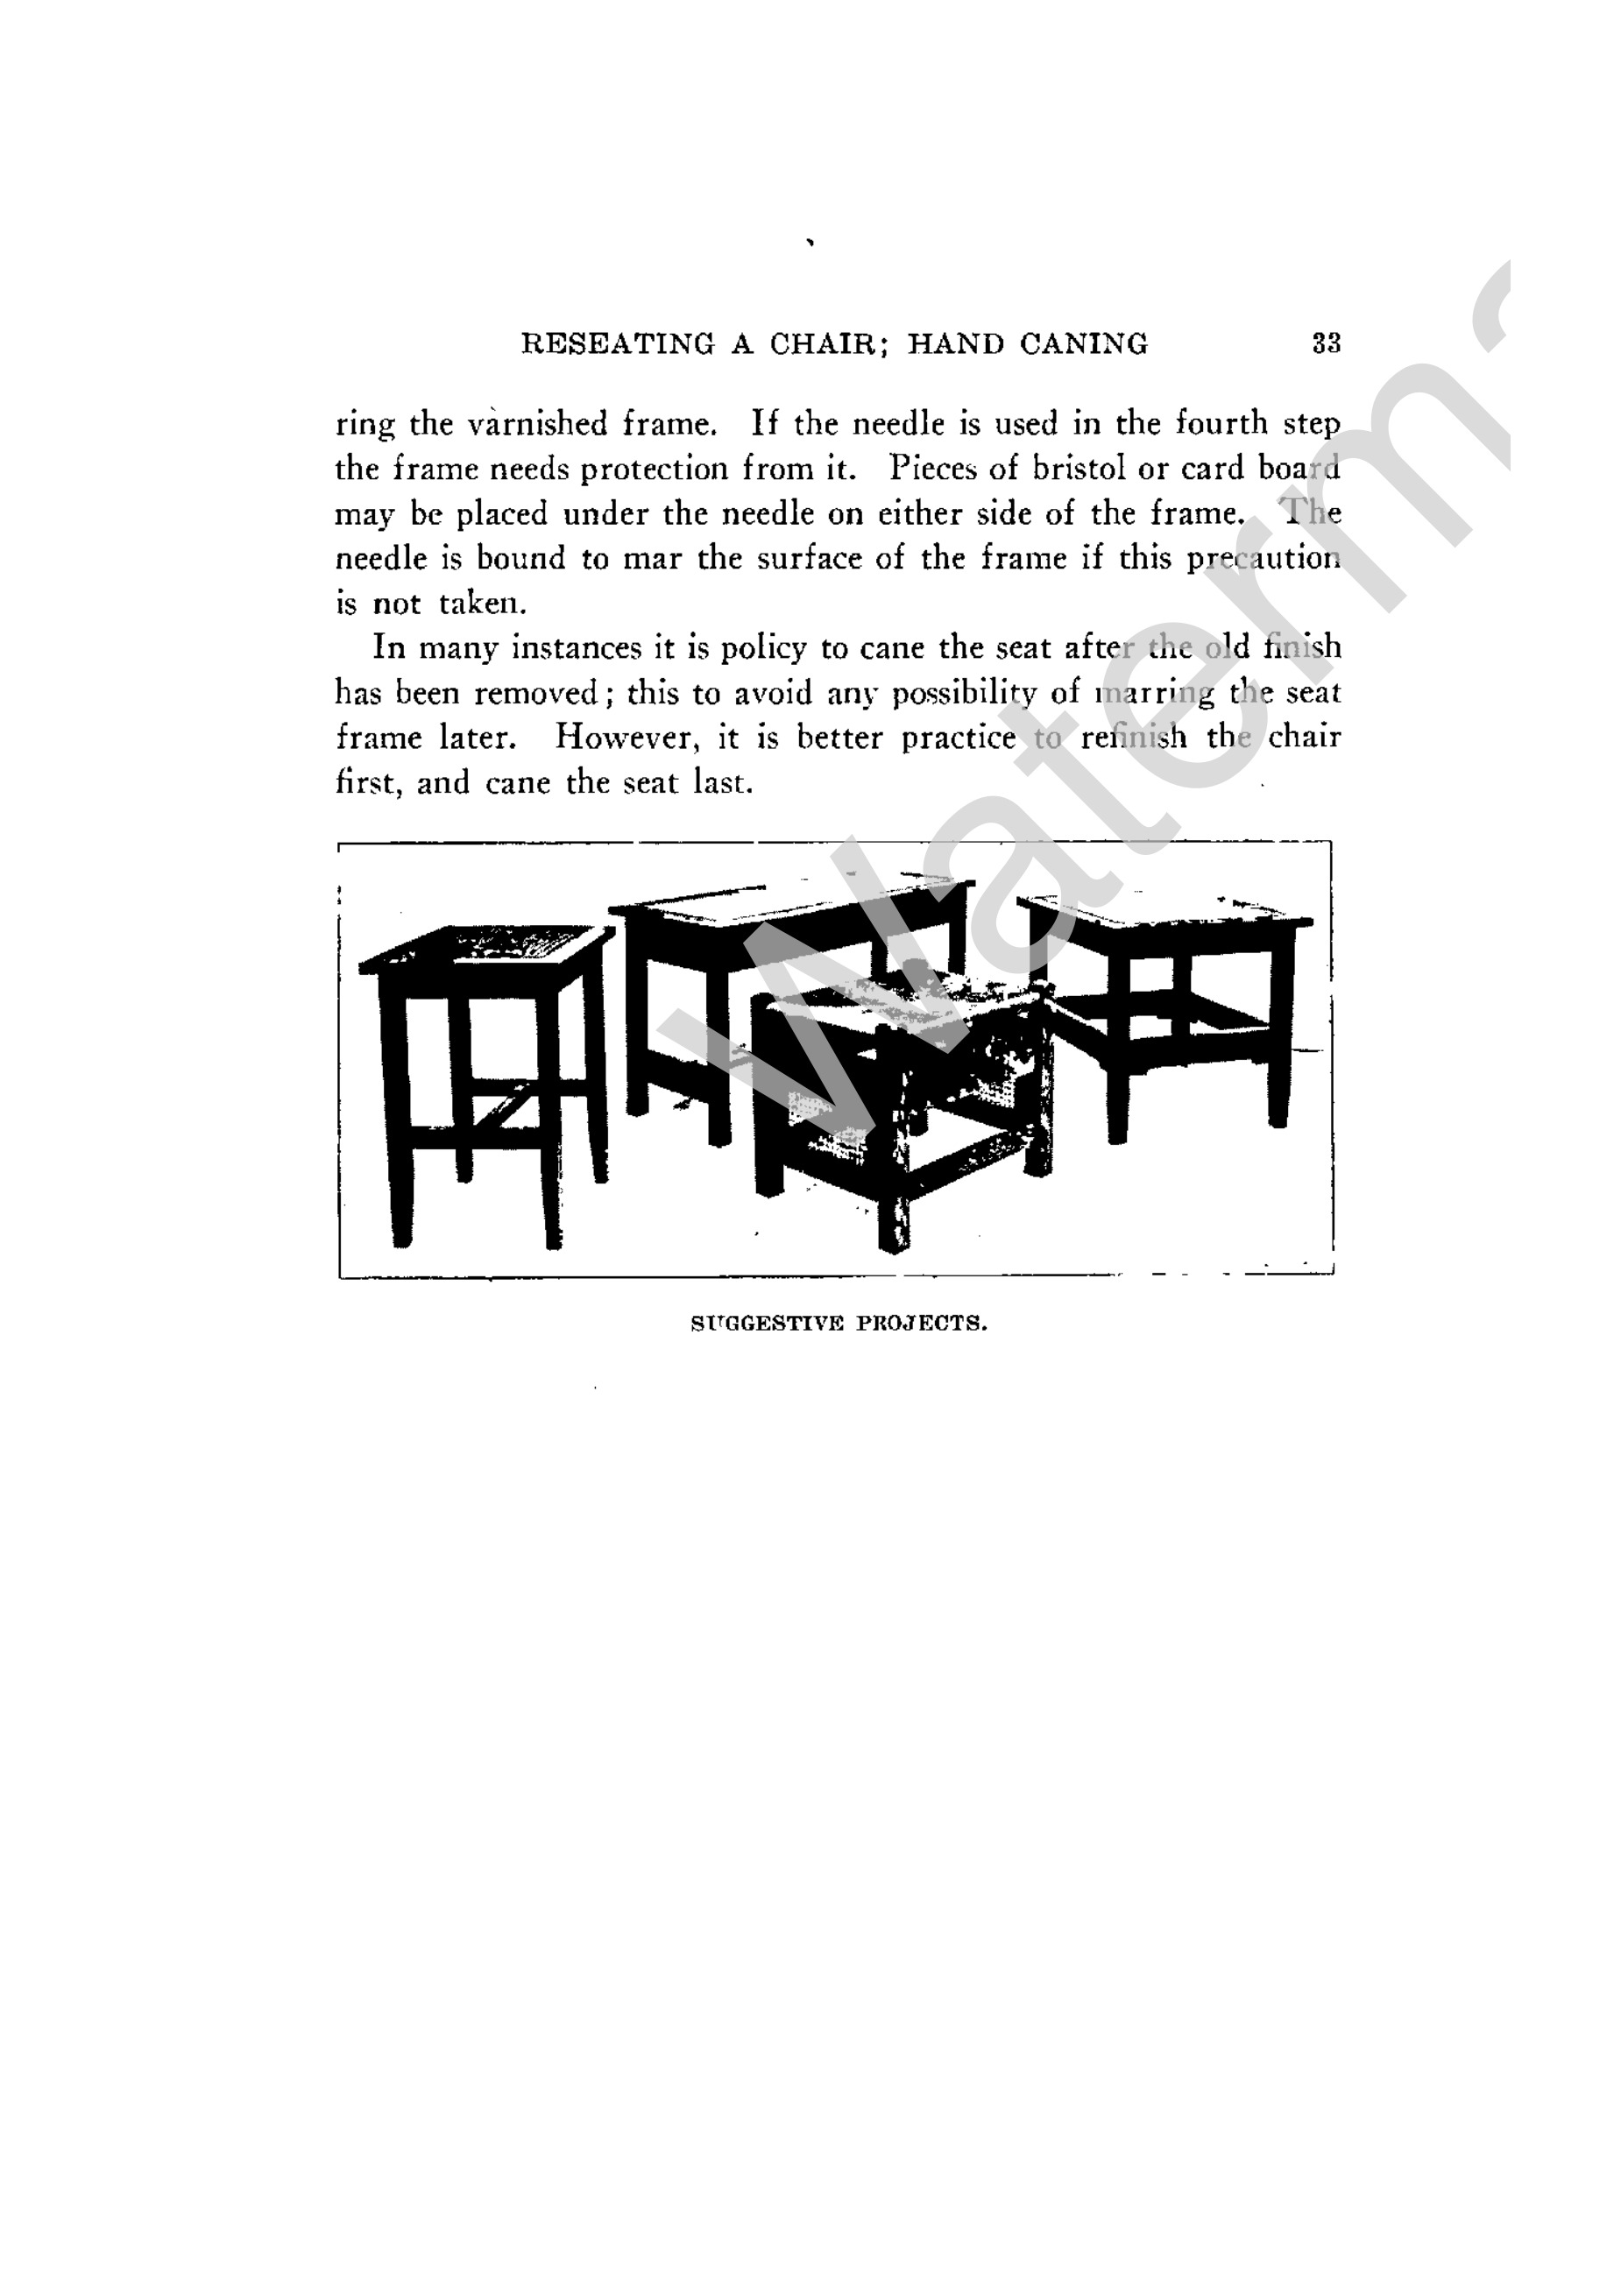 RESEATING A CHAIR; HAND CANING 33
ring the varnished frame. If the needle is used in the fourth step
the frame needs protection from it. Pieces of bristol or card board
may be placed under the needle on either side of the frame. The
needle is bound to mar the surface of the frame if this precaution
is not taken.
In many instances it is policy to cane the seat after the old finish
has been removed; this to avoid any possibility of marring the seat
frame later. However, it is better practice to refinish the chair
first, and cane the seat last.
SUGGESTIVE PROJECTS.
Waterm